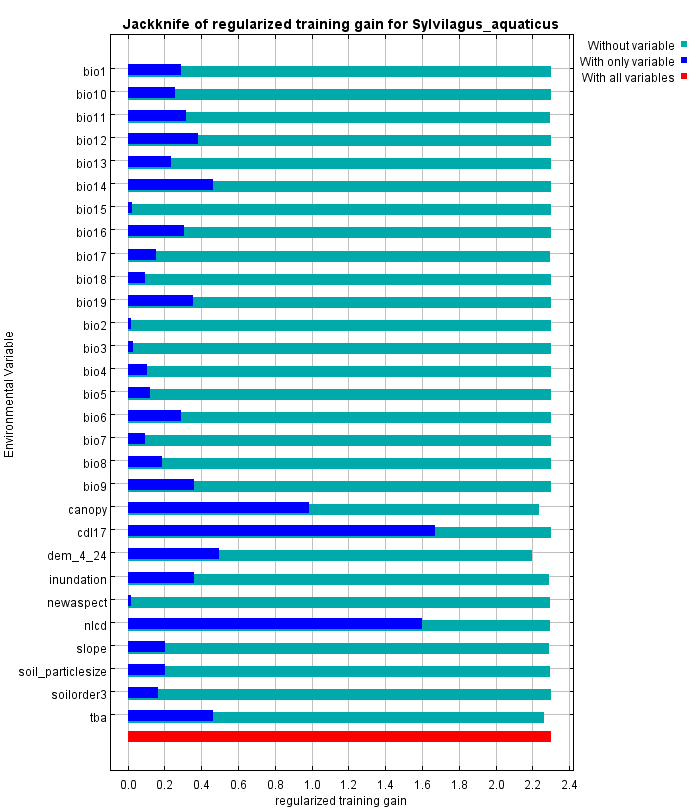 Jackknife of regularized training gain for Sylvilagus_aquaticus
Without variable
With only variable
With all variables
Environmental Variable
bio1
bio10
bio11
bio12
bio13
bio14
bio15
bio16
bio17
bio18
bio19
bio2
bio3
bio4
bio5
bio6
bio7
bio8
bio9
canopy
cdl17
dem_4_24
inundation
newaspect
nlcd
slope
soil_particlesize
soilorder3
tba
0.0 0.2 0.4 0.6 0.8 1.0 1.2 1.4 1.6 1.8 2.0 2.2 2.4
regularized training gain